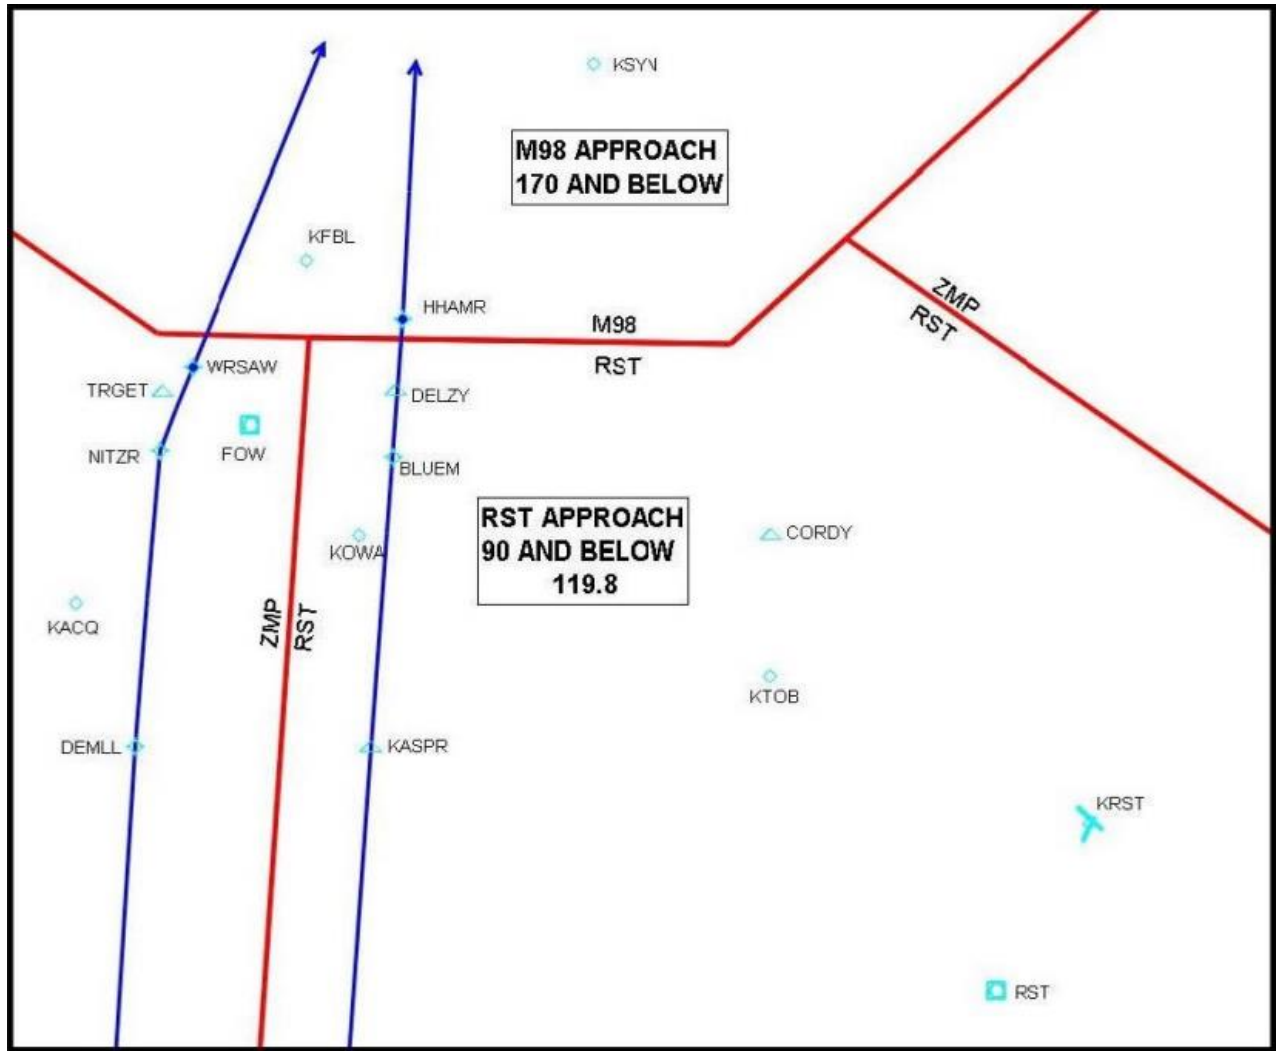 KSYN
M98 APPROACH
170 AND BELOW
KFBL
ZMP
RST
HHAMR
M98
RST
WRSAW
TRGET
DELZY
NITZR
FOW
BLUEM
RST APPROACH
90 AND BELOW
119.8
CORDY
KOWA
KACQ
ZMP
RST
KTOB
DEMLL
KASPR
KRST
RST